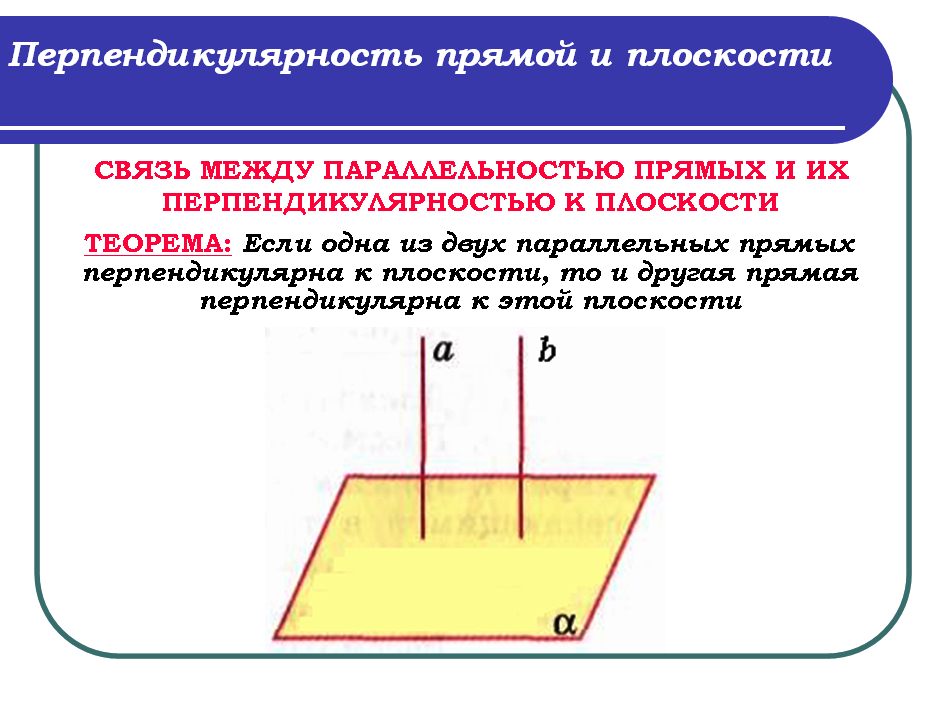 Перпендикулярность прямой и плоскости
СВЯЗЬ МЕЖДУ ПАРАЛЛЕЛЬНОСТЬЮ ПРЯМЫХ И ИХ
ПЕРПЕНДИКУЛЯРНОСТЬЮ К ПЛОСКОСТИ
ТЕОРЕМА: Если одна из двух параллельных прямых
перпендикулярна к плоскости, то и другая прямая
перпендикулярна к этой плоскости
a b
α